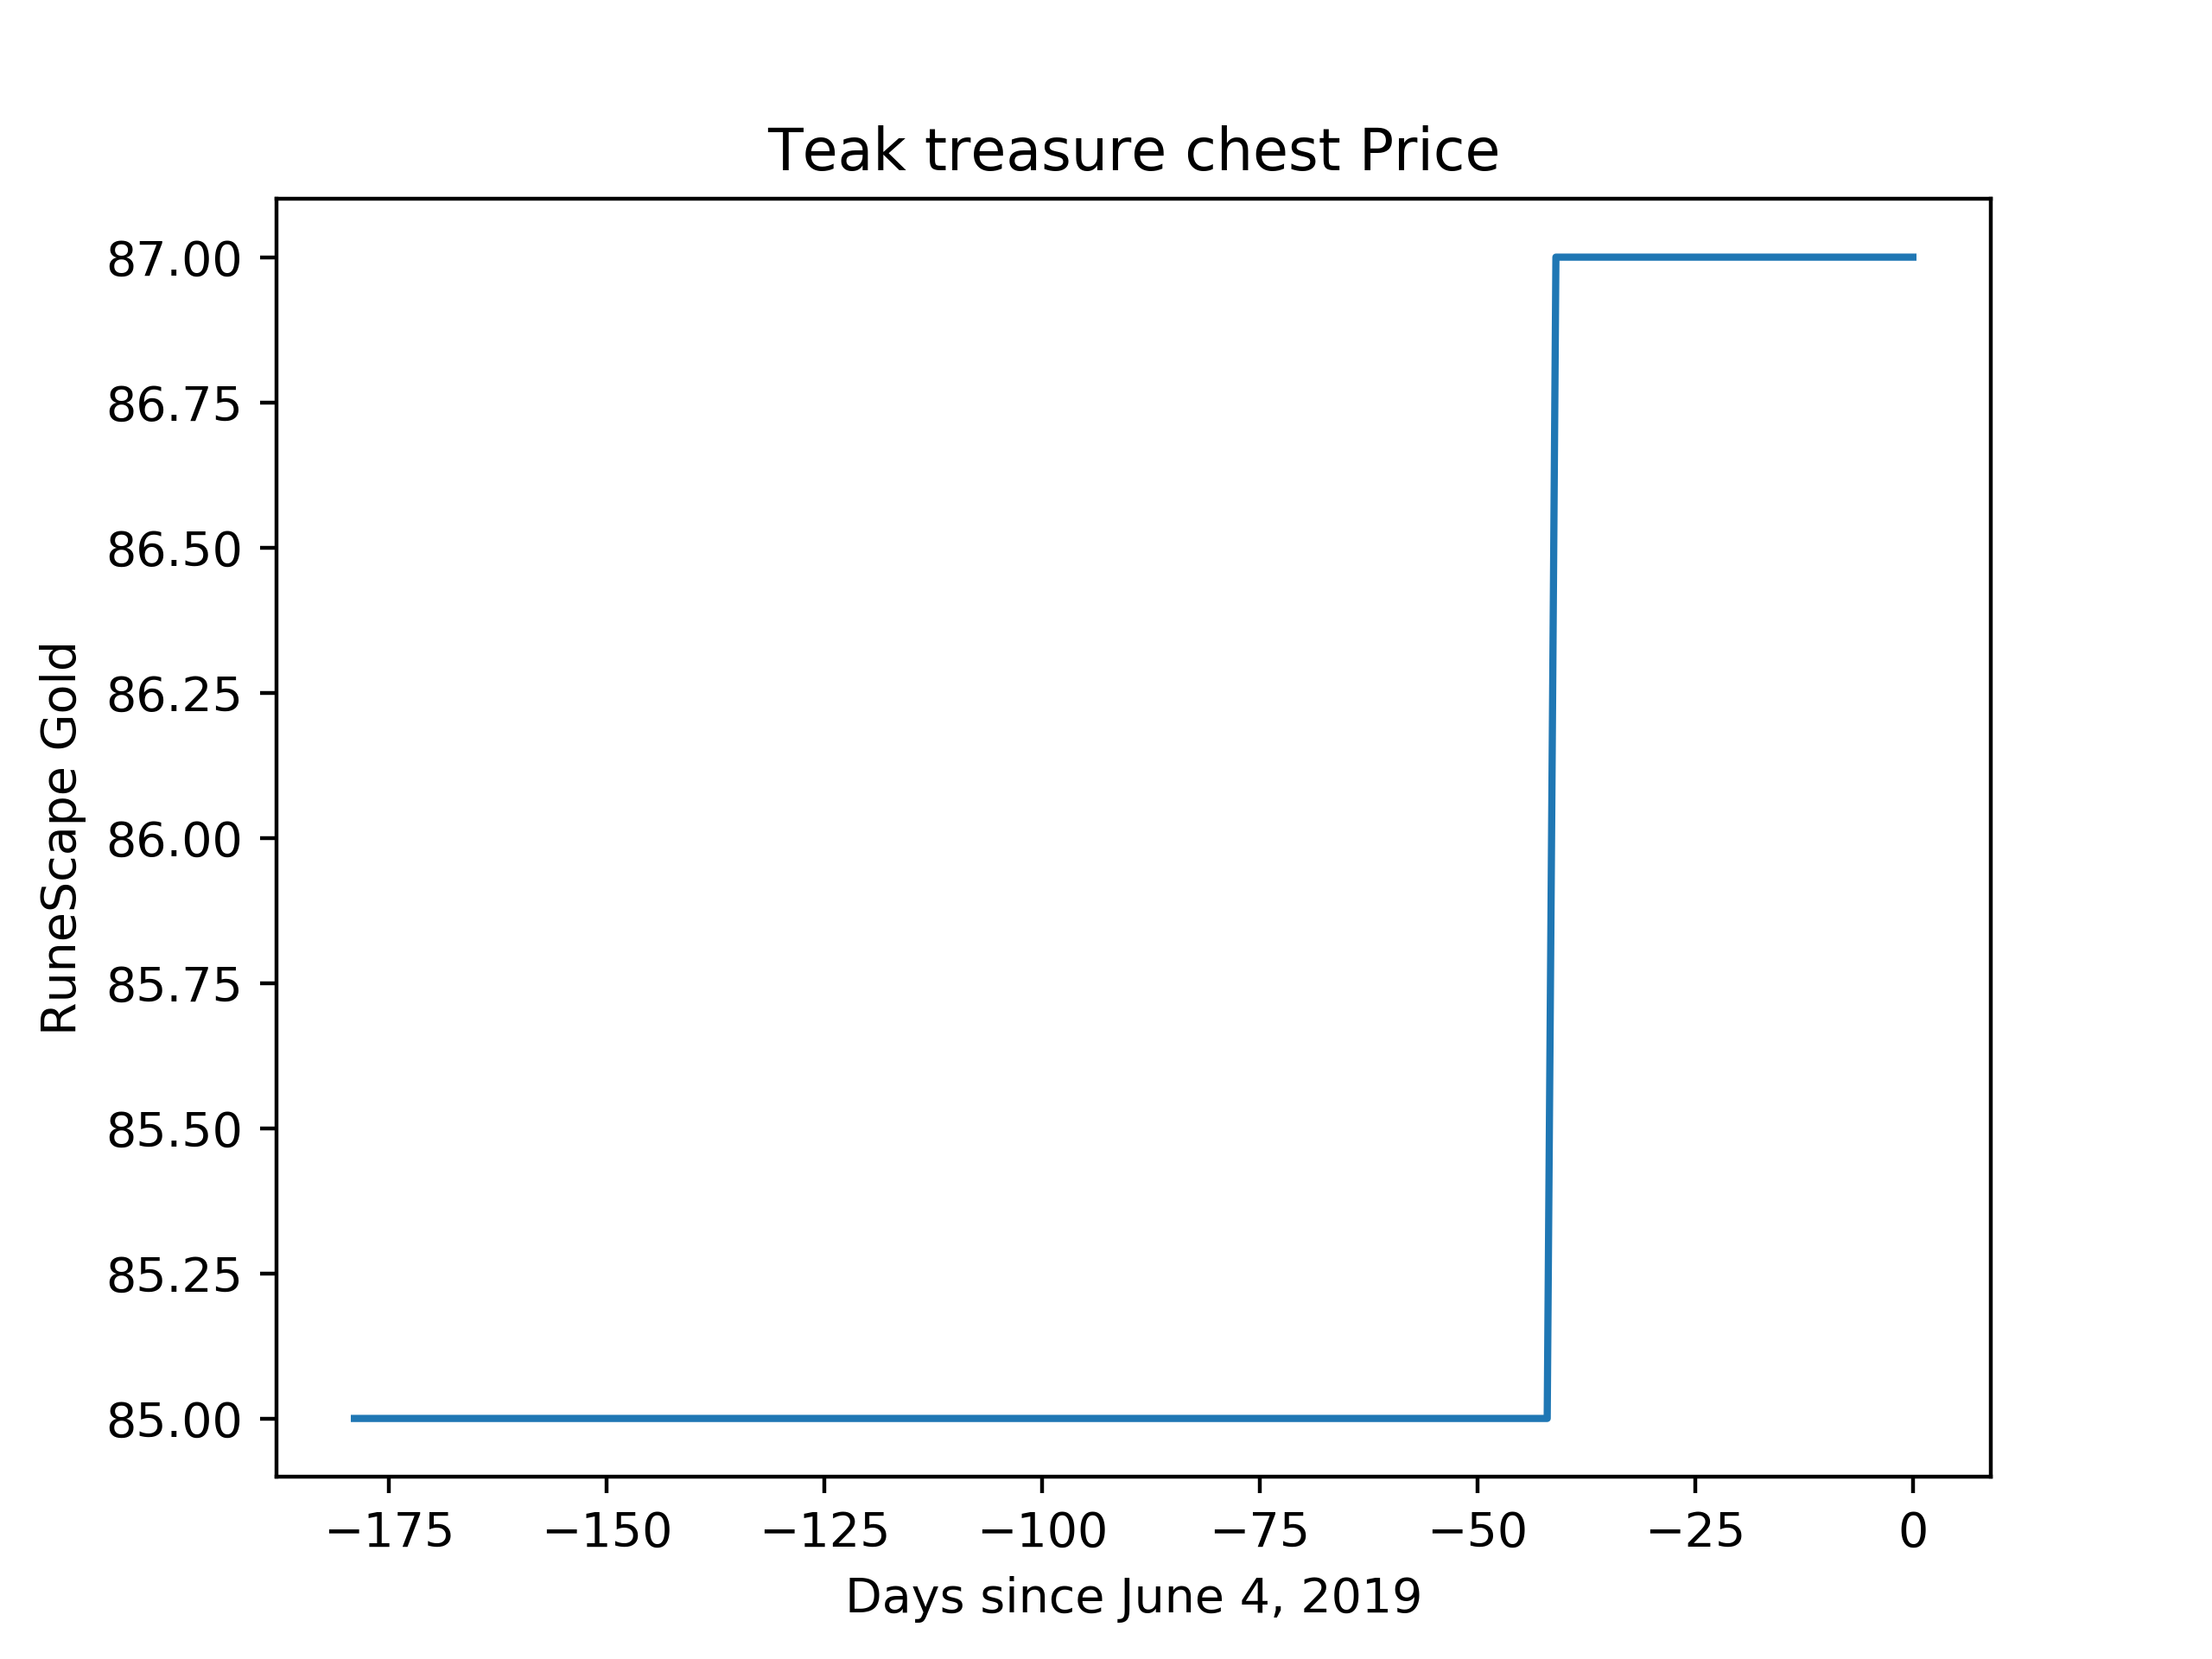 Teak treasure chest Price
87.00
86.75
86.50
86.25
86.00
85.75
85.50
85.25
85.00
RuneScape Gold
−175 −150 −125 −100 −75 −50 −25 0
Days since June 4, 2019